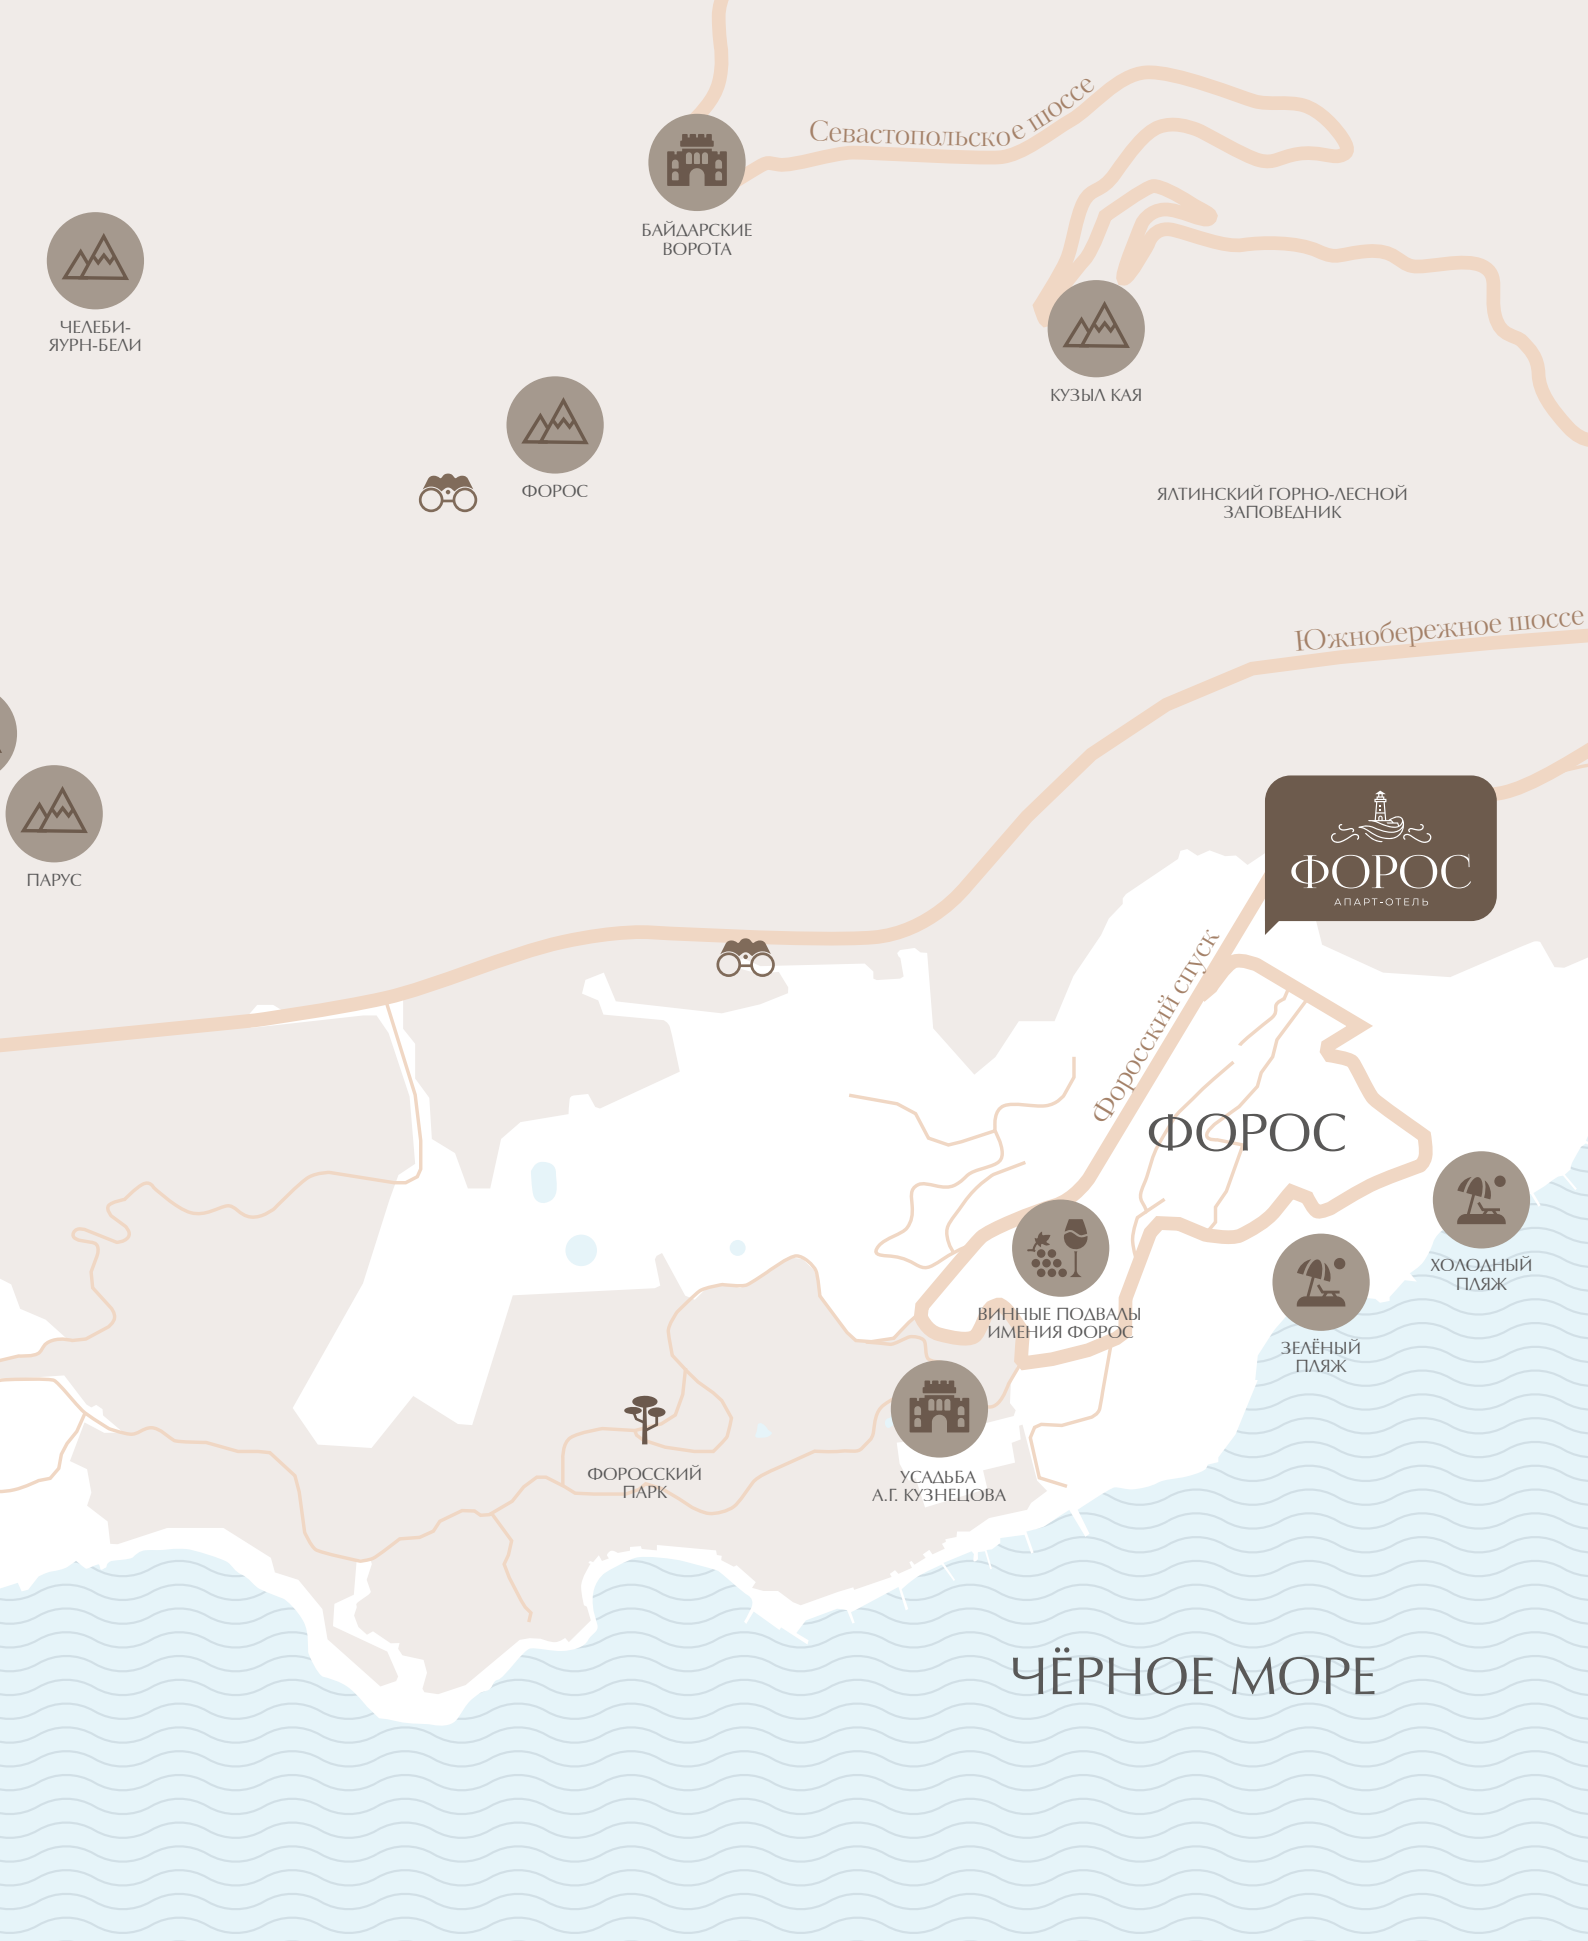 Севастопольское шоссе
БАЙДАРСКИЕ
ВОРОТА
ЧЕЛЕБИ-
ЯУРН-БЕЛИ
КУЗЫЛ КАЯ
ФОРОС
ЯЛТИНСКИЙ ГОРНО-ЛЕСНОЙ
ЗАПОВЕДНИК
Южнобережное шоссе
ПАРУС
ФОРОС
АПАРТ-ОТЕЛЬ
Форосский спуск
ФОРОС
ХОЛОДНЫЙ
ПЛЯЖ
ВИННЫЕ ПОДВАЛЫ
ИМЕНИЯ ФОРОС
ЗЕЛЁНЫЙ
ПЛЯЖ
ФОРОССКИЙ
ПАРК
УСАДЬБА
А.Г. КУЗНЕЦОВА
ЧЁРНОЕ МОРЕ